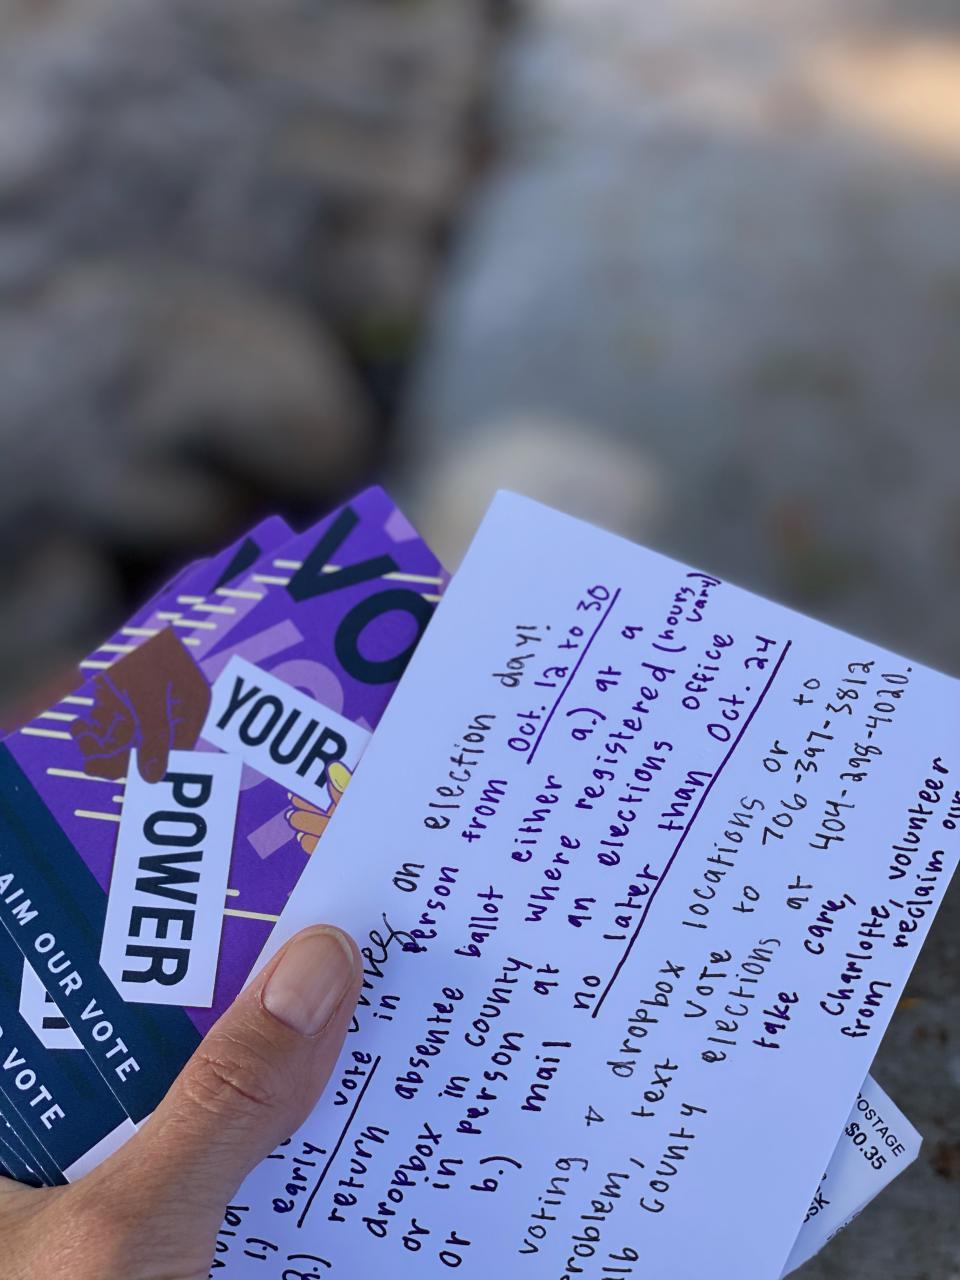 VO
YOUR
POWER
AIM OUR VOTE
VOTE
on election day!
1.) early vote in person from Oct. 12 to 30
2.) return absentee ballot either a.) at a
dropbox in county where registered (hours vary)
or in person at an elections office
or b.) mail no later than Oct. 24
voting + dropbox locations or to
problem, text VOTE to 706-397-3812
county elections at 404-298-4020.
take care,
Charlotte, volunteer
from reclaim our
POSTAGE
$0.35